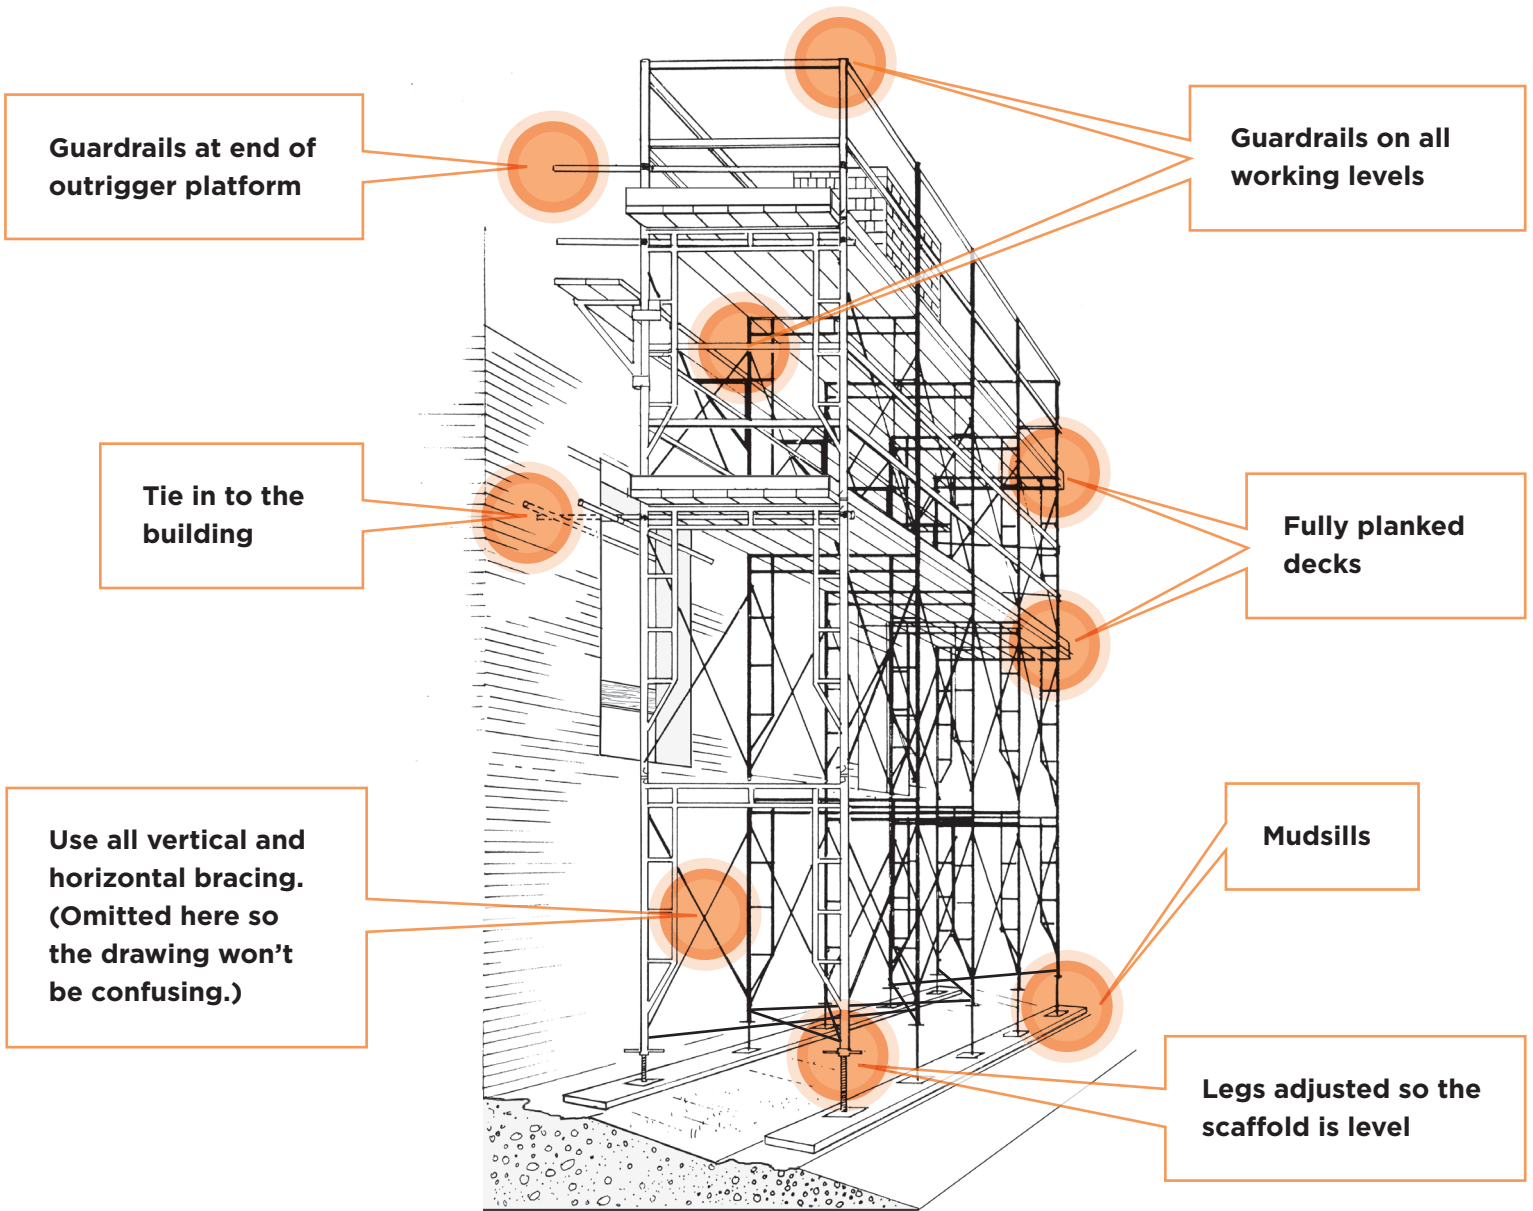 Guardrails at end of
outrigger platform
Guardrails on all
working levels
Tie in to the
building
Fully planked
decks
Use all vertical and
horizontal bracing.
(Omitted here so
the drawing won’t
be confusing.)
Mudsills
Legs adjusted so the
scaffold is level